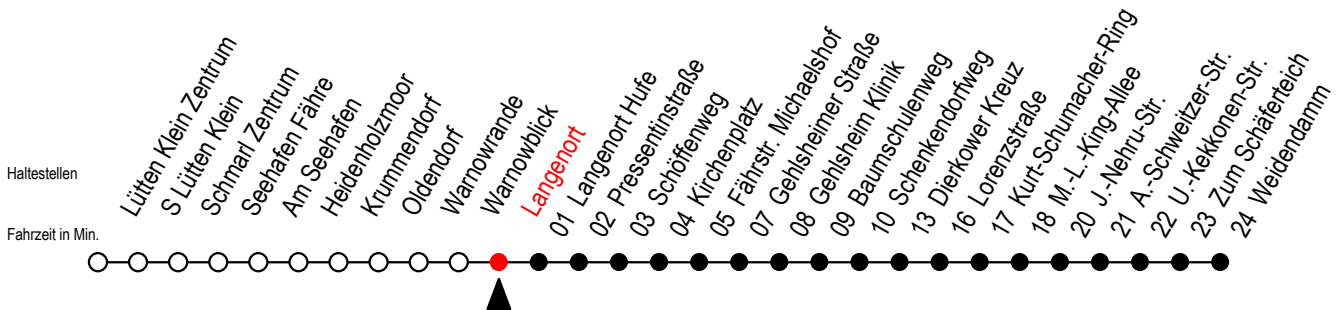 Haltestellen
Fahrzeit in Min.
Lütten Klein Zentrum
S Lütten Klein
Schmarl Zentrum
Seehafen Fähre
Am Seehafen
Heidenholzmoor
Krummendorf
Oldendorf
Warnowrande
Warnowblick
Langenort
01 Langenort Hufe
02 Pressentinstraße
03 Schöffenweg
04 Kirchenplatz
05 Fährstr. Michaelshof
07 Gehlsheimer Straße
08 Gehlsheim Klinik
09 Baumschulenweg
10 Schenkendorfweg
13 Dierkower Kreuz
16 Lorenzstraße
17 Kurt-Schumacher-Ring
18 M.-L.-King-Allee
20 J.-Nehru-Str.
21 A.-Schweitzer-Str.
22 U.-Kekkonen-Str.
23 Zum Schäferteich
24 Weidendamm